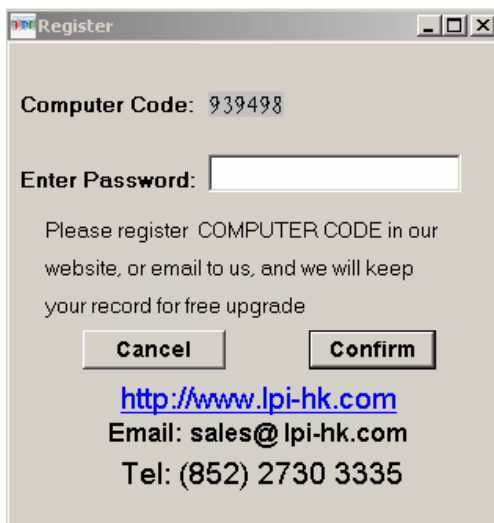 Register
Computer Code: 939498
Enter Password:
Please register COMPUTER CODE in our
website, or email to us, and we will keep
your record for free upgrade
Cancel Confirm
http://www.lpi-hk.com
Email: sales@lpi-hk.com
Tel: (852) 2730 3335